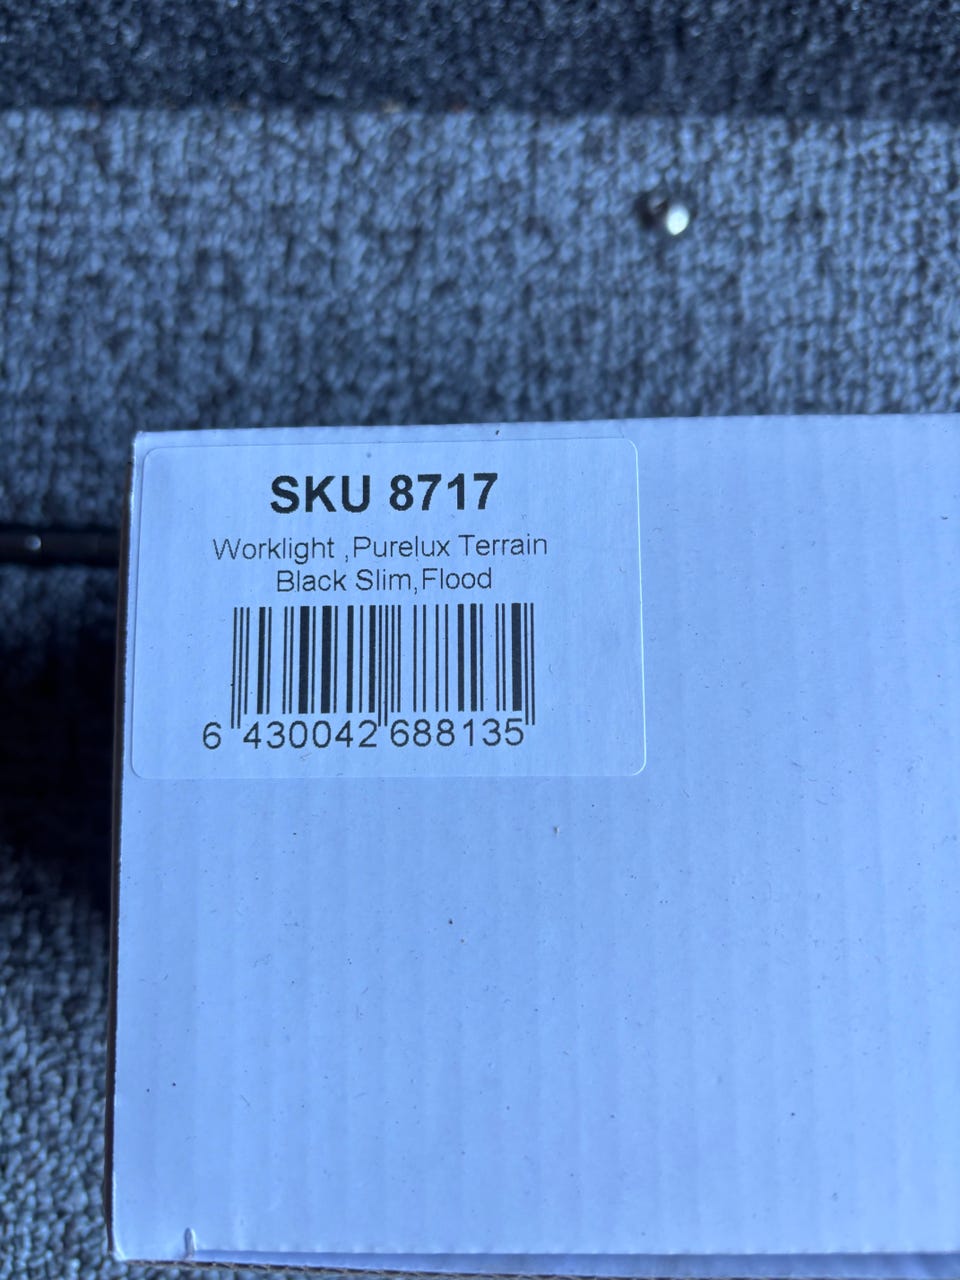 SKU 8717
Worklight ,Purelux Terrain
Black Slim,Flood
6 430042 688135